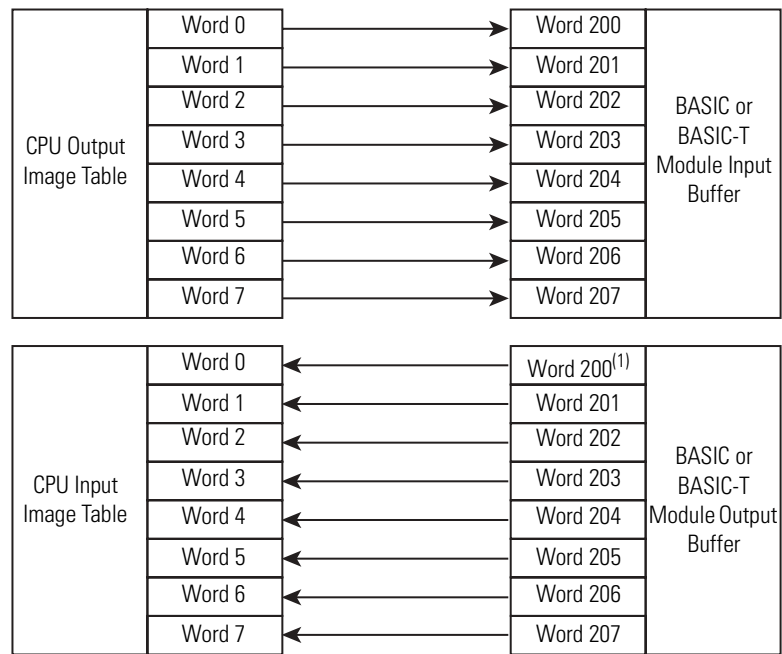 CPU Output
Image Table
Word 0
Word 1
Word 2
Word 3
Word 4
Word 5
Word 6
Word 7
Word 200
Word 201
Word 202
Word 203
Word 204
Word 205
Word 206
Word 207
BASIC or
BASIC-T
Module Input
Buffer
CPU Input
Image Table
Word 0
Word 1
Word 2
Word 3
Word 4
Word 5
Word 6
Word 7
Word 200(1)
Word 201
Word 202
Word 203
Word 204
Word 205
Word 206
Word 207
BASIC or
BASIC-T
Module Output
Buffer